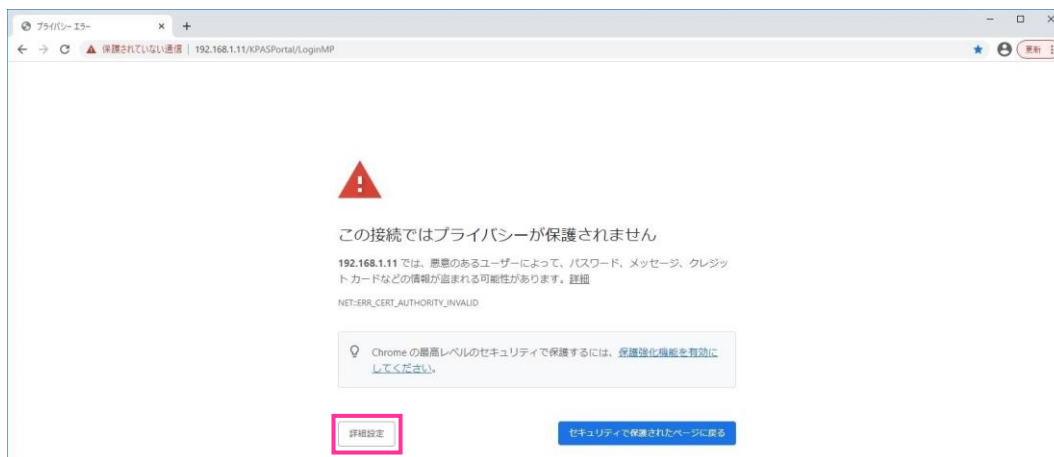 プライバシー エラー
保護されていない通信 | 192.168.1.11/KPASPortal/LoginMP
更新
この接続ではプライバシーが保護されません
192.168.1.11 では、悪意のあるユーザーによって、パスワード、メッセージ、クレジッ
ト カードなどの情報が盗まれる可能性があります。詳細
NET::ERR_CERT_AUTHORITY_INVALID
Chrome の最高レベルのセキュリティで保護するには、保護強化機能を有効に
してください。
詳細設定
セキュリティで保護されたページに戻る